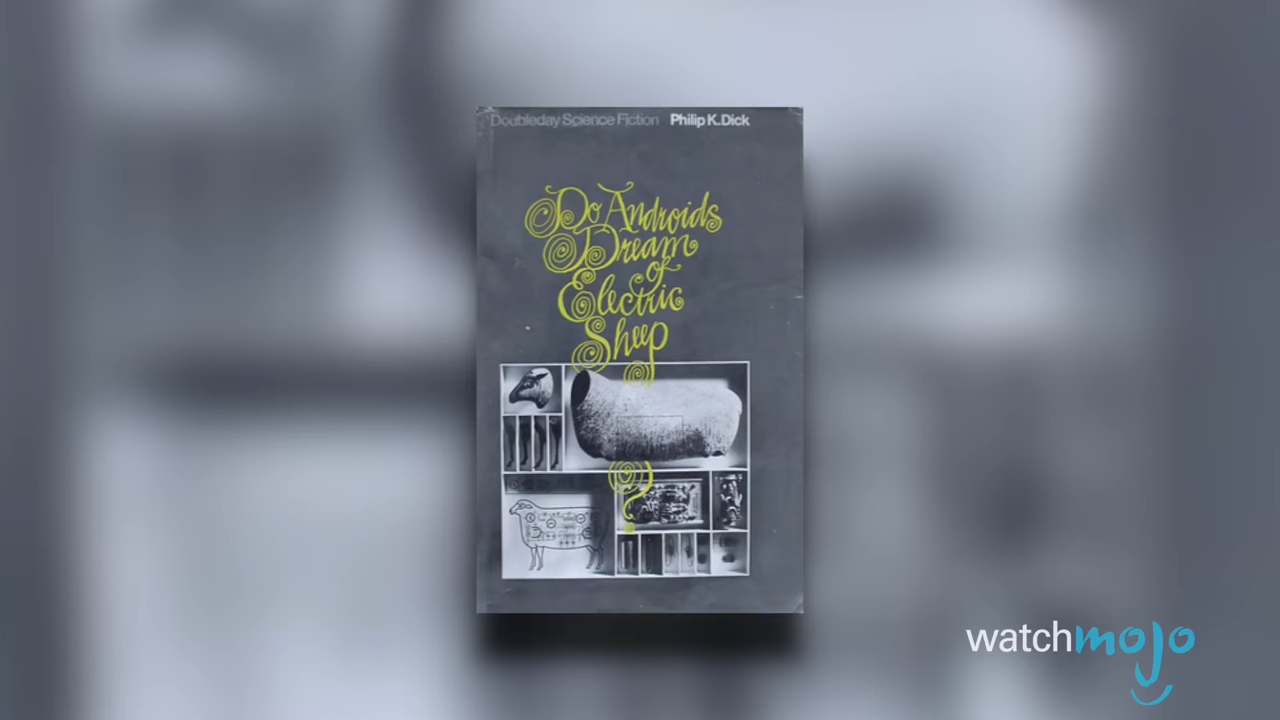 Doubleday Science Fiction Philip K. Dick
Do Androids
Dream
of
Electric
Sheep
?
watchmojo